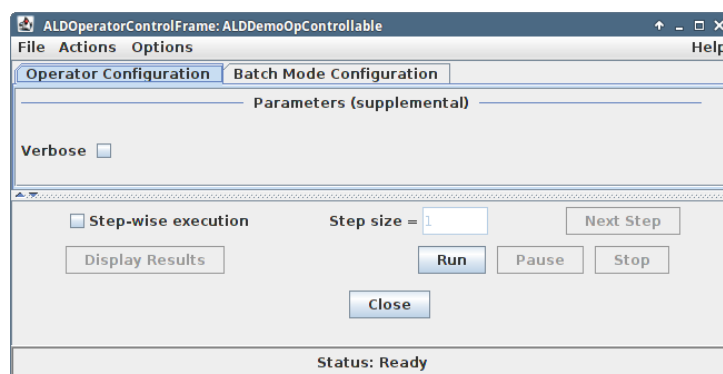 ALDOperatorControlFrame: ALDDemoOpControllable
File Actions Options Help
Operator Configuration Batch Mode Configuration
Parameters (supplemental)
Verbose
Step-wise execution Step size = 1 Next Step
Display Results Run Pause Stop
Close
Status: Ready